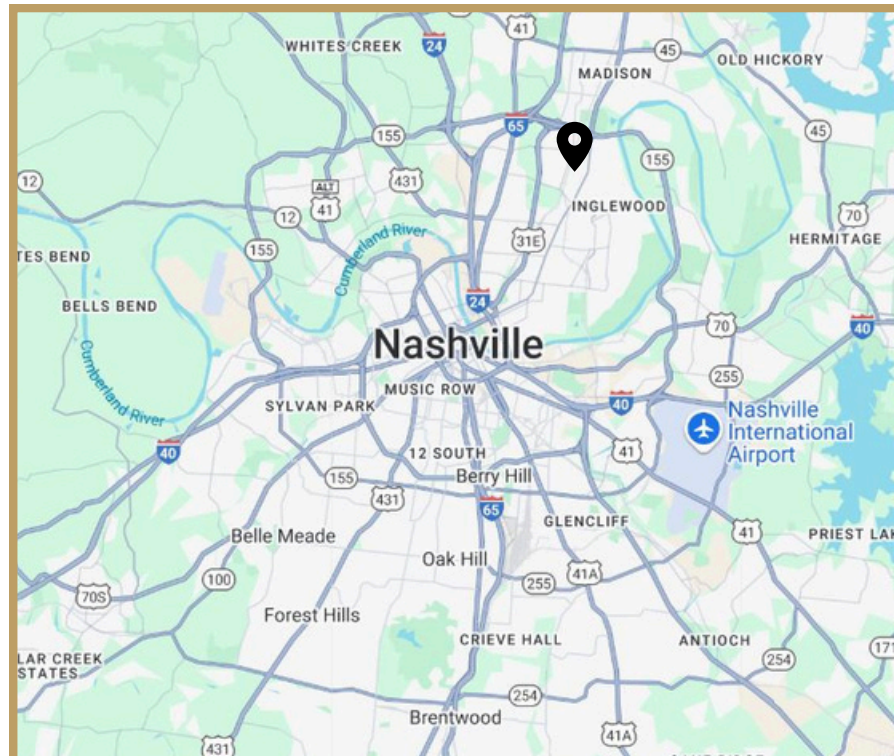 41
WHITES CREEK
24
45
OLD HICKORY
MADISON
65
155
45
155
12
431
ALT
41
12
INGLEWOOD
70
31E
155
HERMITAGE
TES BEND
Cumberland River
BELLS BEND
24
70
40
Nashville
255
MUSIC ROW
Cumberland River
SYLVAN PARK
40
Nashville
International
Airport
40
12 SOUTH
41
155
Berry Hill
431
65
GLENCLIFF
Belle Meade
41
PRIEST LAK
Oak Hill
100
255
41A
70S
Forest Hills
CRIEVE HALL
ANTIOCH
171
LAR CREEK
STATES
254
254
Brentwood
41A
431